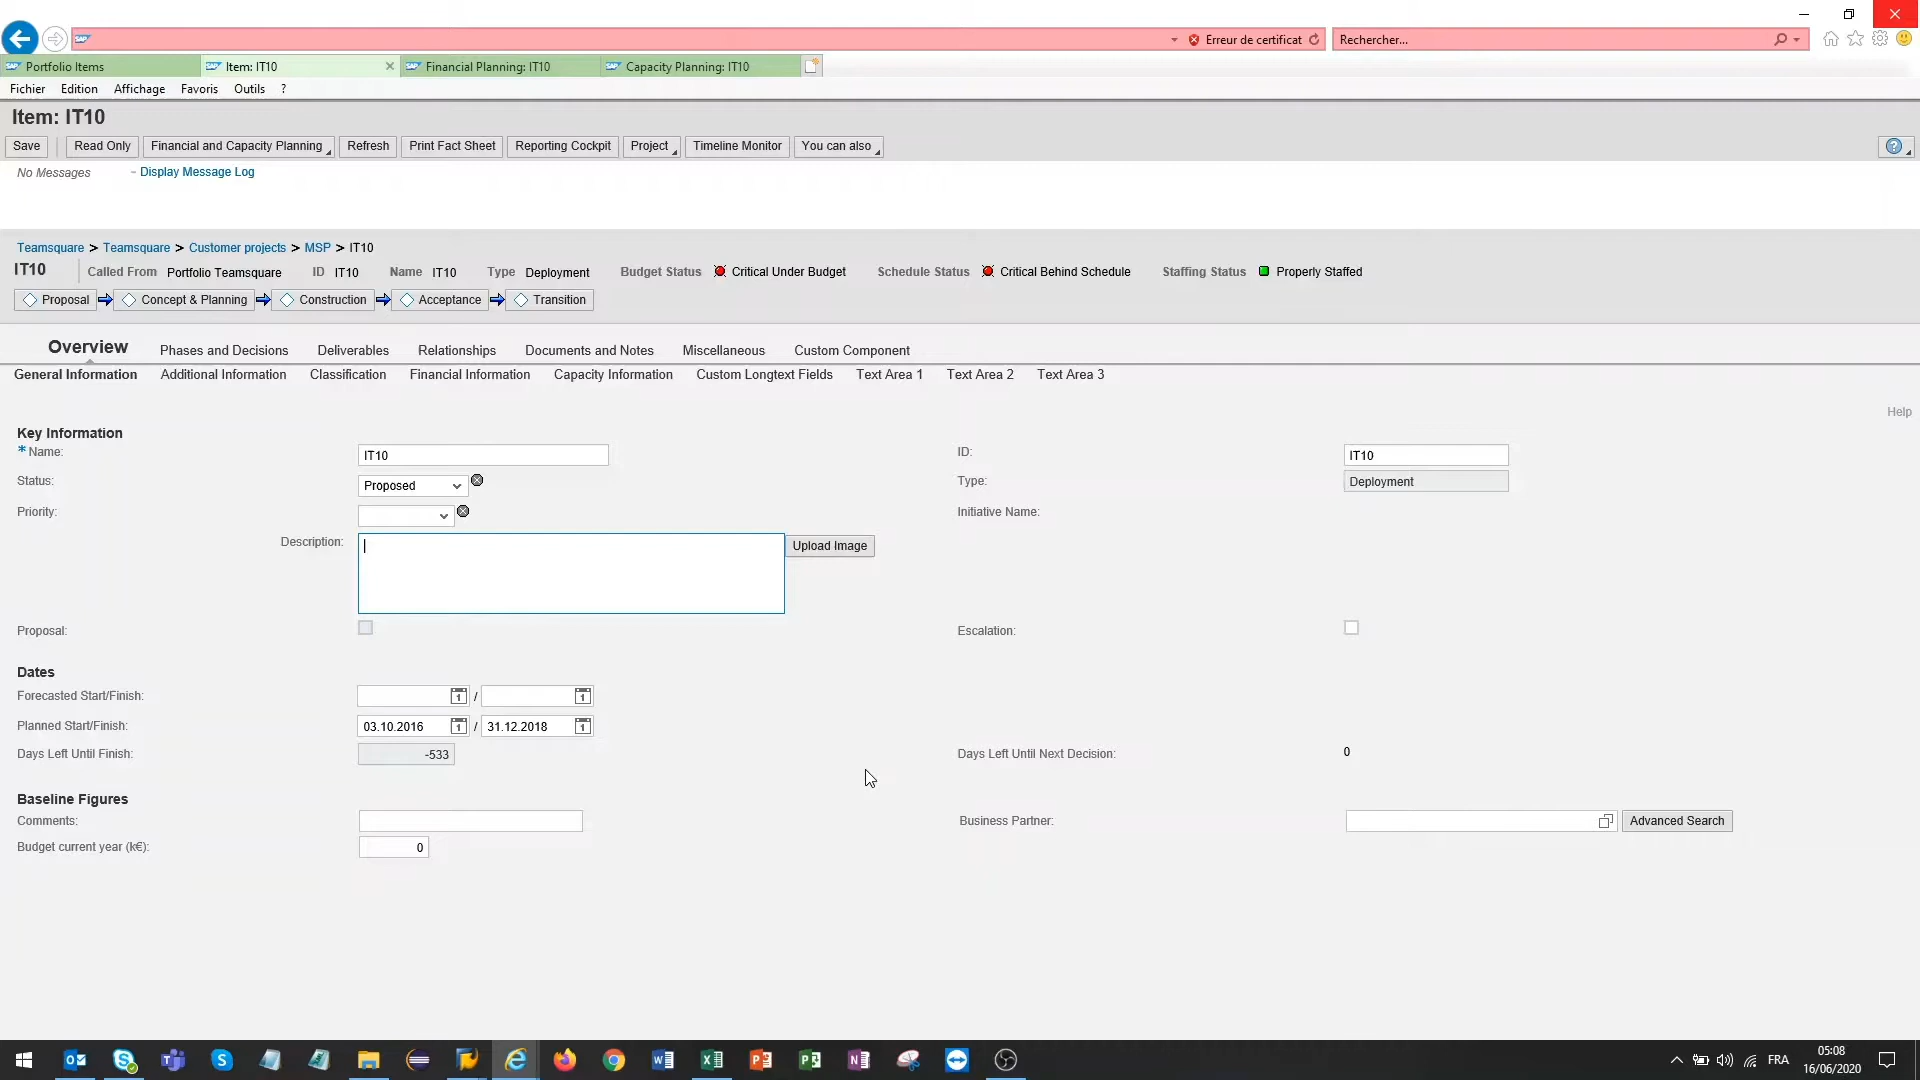 SAP Erreur de certificat Rechercher...
SAP Portfolio Items SAP Item: IT10 SAP Financial Planning: IT10 SAP Capacity Planning: IT10
Fichier Edition Affichage Favoris Outils ?
Item: IT10
Save Read Only Financial and Capacity Planning Refresh Print Fact Sheet Reporting Cockpit Project Timeline Monitor You can also ?
No Messages - Display Message Log
Teamsquare > Teamsquare > Customer projects > MSP > IT10
IT10 Called From Portfolio Teamsquare ID IT10 Name IT10 Type Deployment Budget Status Critical Under Budget Schedule Status Critical Behind Schedule Staffing Status Properly Staffed
Proposal Concept & Planning Construction Acceptance Transition
Overview Phases and Decisions Deliverables Relationships Documents and Notes Miscellaneous Custom Component
General Information Additional Information Classification Financial Information Capacity Information Custom Longtext Fields Text Area 1 Text Area 2 Text Area 3
Help
Key Information
* Name: IT10 ID: IT10
Status: Proposed Type: Deployment
Priority: Initiative Name:
Description: Upload Image
Proposal: Escalation:
Dates
Forecasted Start/Finish: 1 / 1
Planned Start/Finish: 03.10.2016 1 / 31.12.2018 1
Days Left Until Finish: -533 Days Left Until Next Decision: 0
Baseline Figures
Comments: Business Partner: Advanced Search
Budget current year (k€): 0
FRA 05:08
16/06/2020